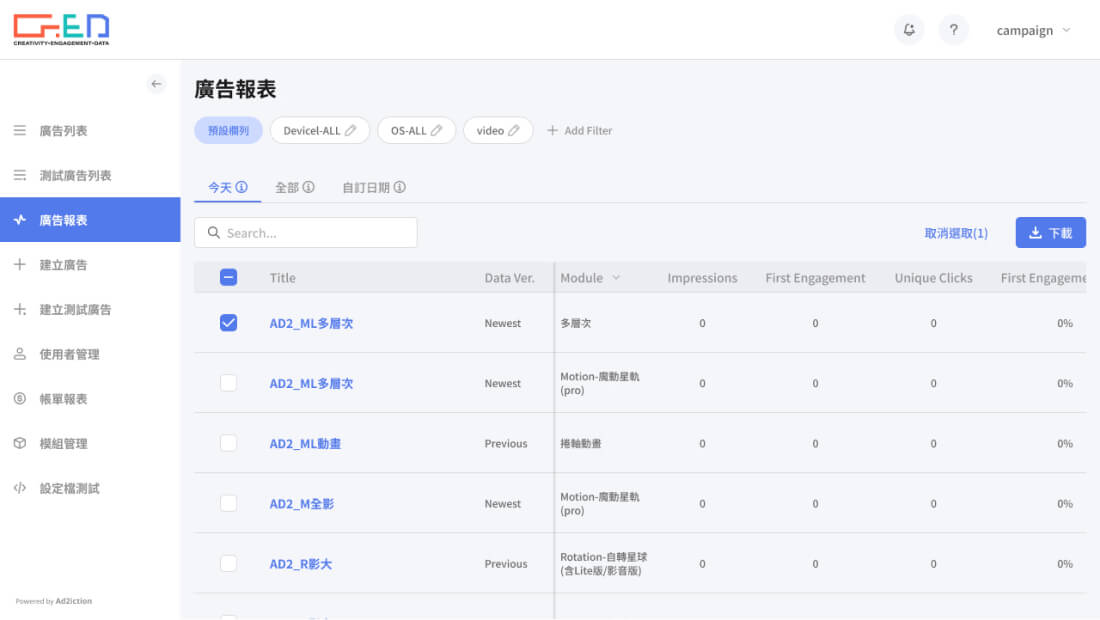 CREATIVITY•ENGAGEMENT•DATA
?
campaign
廣告列表
測試廣告列表
廣告報表
建立廣告
建立測試廣告
使用者管理
帳單報表
模組管理
設定檔測試
Powered by Ad2iction
廣告報表
預設欄列
Devicel-ALL
OS-ALL
video
Add Filter
今天
全部
自訂日期
Search...
取消選取(1)
下載
Title Data Ver. Module Impressions First Engagement Unique Clicks First Engageme
AD2_ML多層次 Newest 多層次 0 0 0 0%
AD2_ML多層次 Newest Motion-魔動星軌 (pro) 0 0 0 0%
AD2_ML動畫 Previous 捲軸動畫 0 0 0 0%
AD2_M全影 Newest Motion-魔動星軌 (pro) 0 0 0 0%
AD2_R影大 Previous Rotation-自轉星球 (含Lite版/影音版) 0 0 0 0%